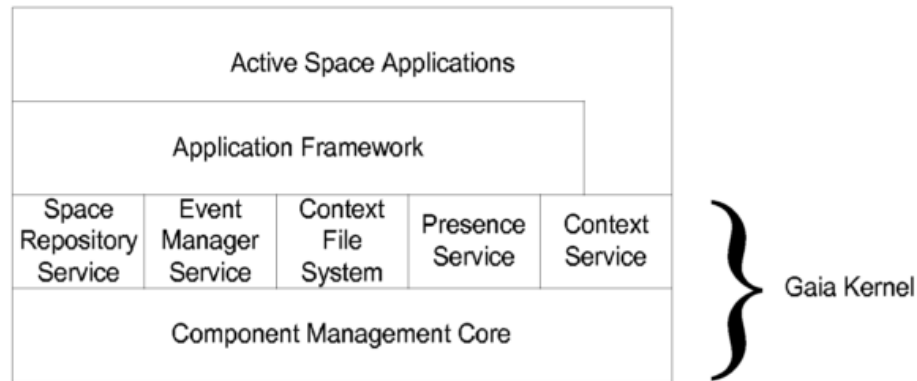 Active Space Applications
Application Framework
Space
Repository
Service
Event
Manager
Service
Context
File
System
Presence
Service
Context
Service
Gaia Kernel
Component Management Core